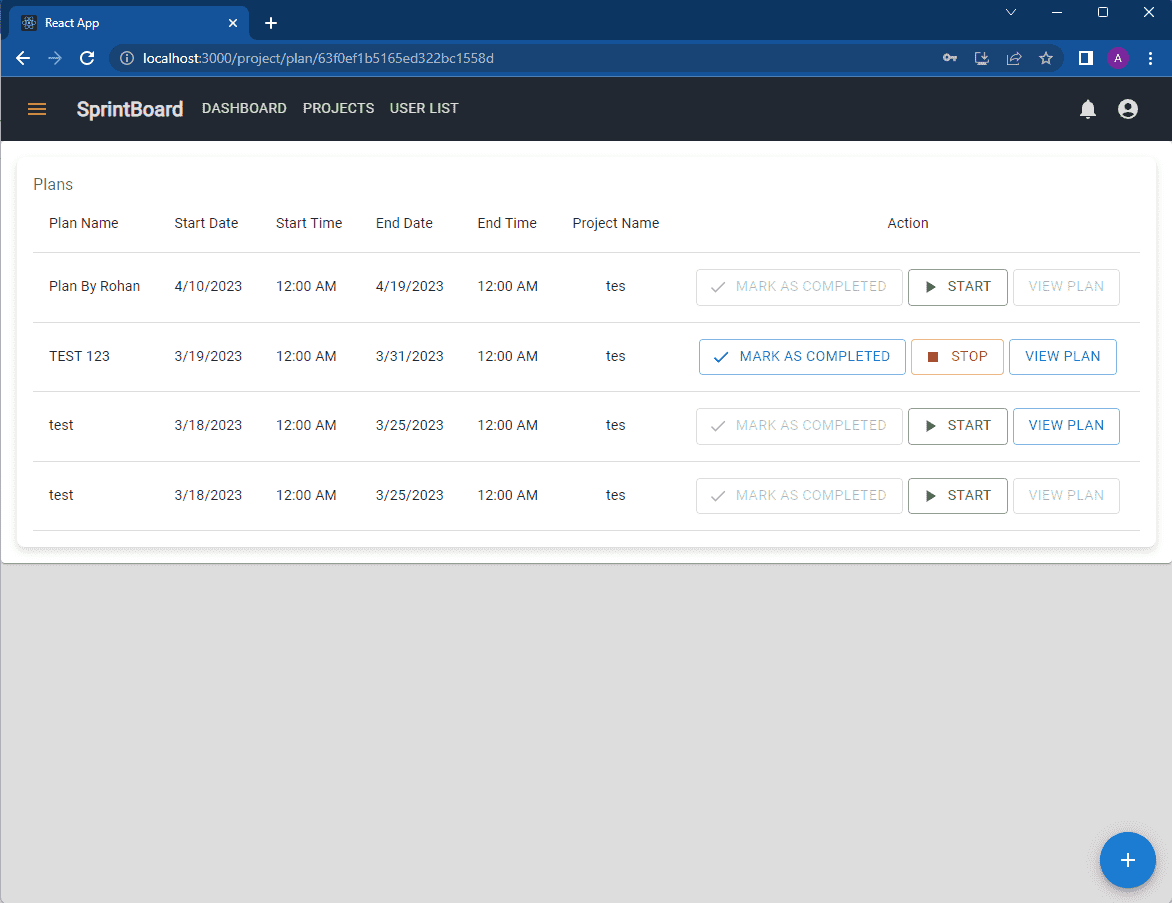 React App
localhost:3000/project/plan/63f0ef1b5165ed322bc1558d
A
SprintBoard DASHBOARD PROJECTS USER LIST
Plans
Plan Name Start Date Start Time End Date End Time Project Name Action
Plan By Rohan 4/10/2023 12:00 AM 4/19/2023 12:00 AM tes MARK AS COMPLETED START VIEW PLAN
TEST 123 3/19/2023 12:00 AM 3/31/2023 12:00 AM tes MARK AS COMPLETED STOP VIEW PLAN
test 3/18/2023 12:00 AM 3/25/2023 12:00 AM tes MARK AS COMPLETED START VIEW PLAN
test 3/18/2023 12:00 AM 3/25/2023 12:00 AM tes MARK AS COMPLETED START VIEW PLAN